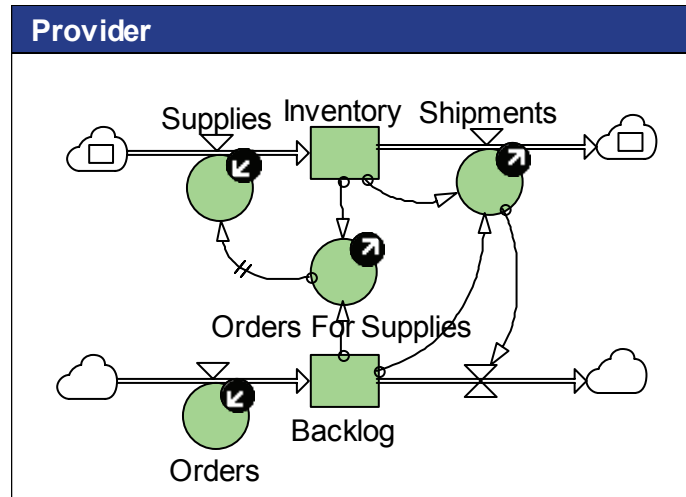 Provider
Supplies
Inventory
Shipments
Orders For Supplies
Backlog
Orders